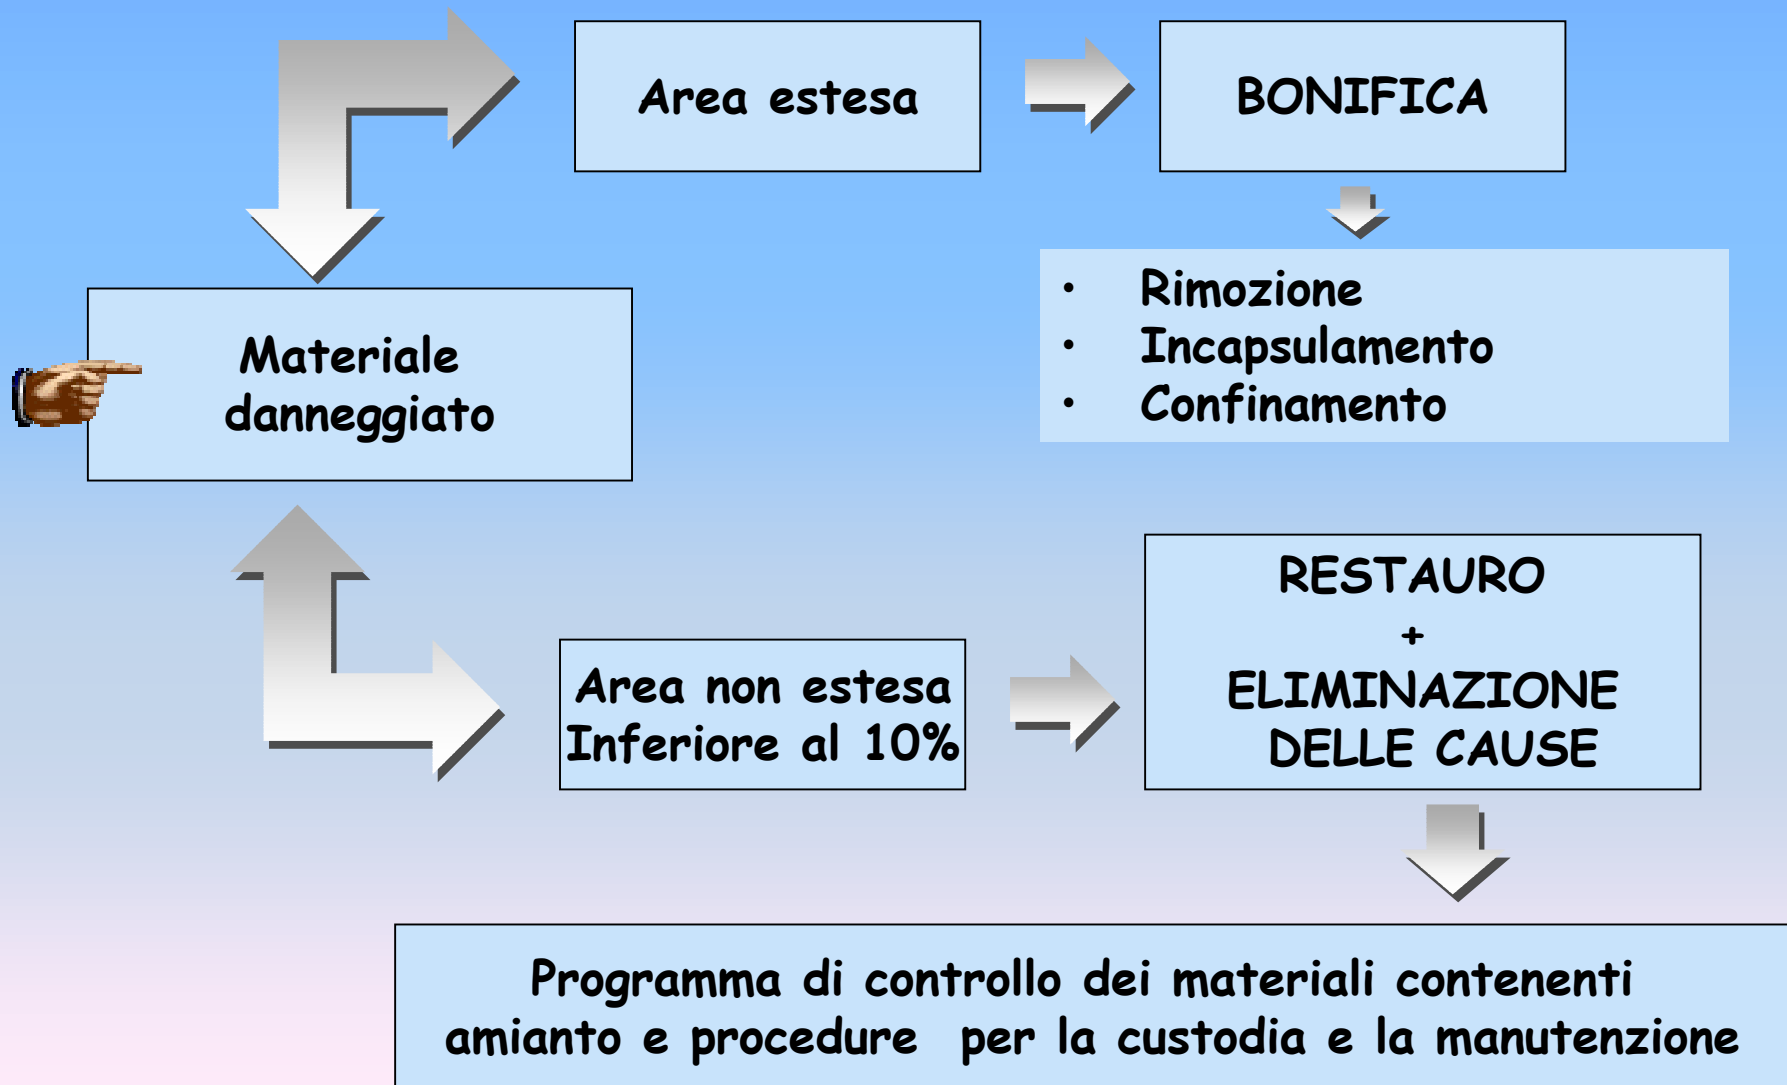 Area estesa
BONIFICA
• Rimozione
• Incapsulamento
• Confinamento
Materiale
danneggiato
Area non estesa
Inferiore al 10%
RESTAURO
+
ELIMINAZIONE
DELLE CAUSE
Programma di controllo dei materiali contenenti
amianto e procedure per la custodia e la manutenzione